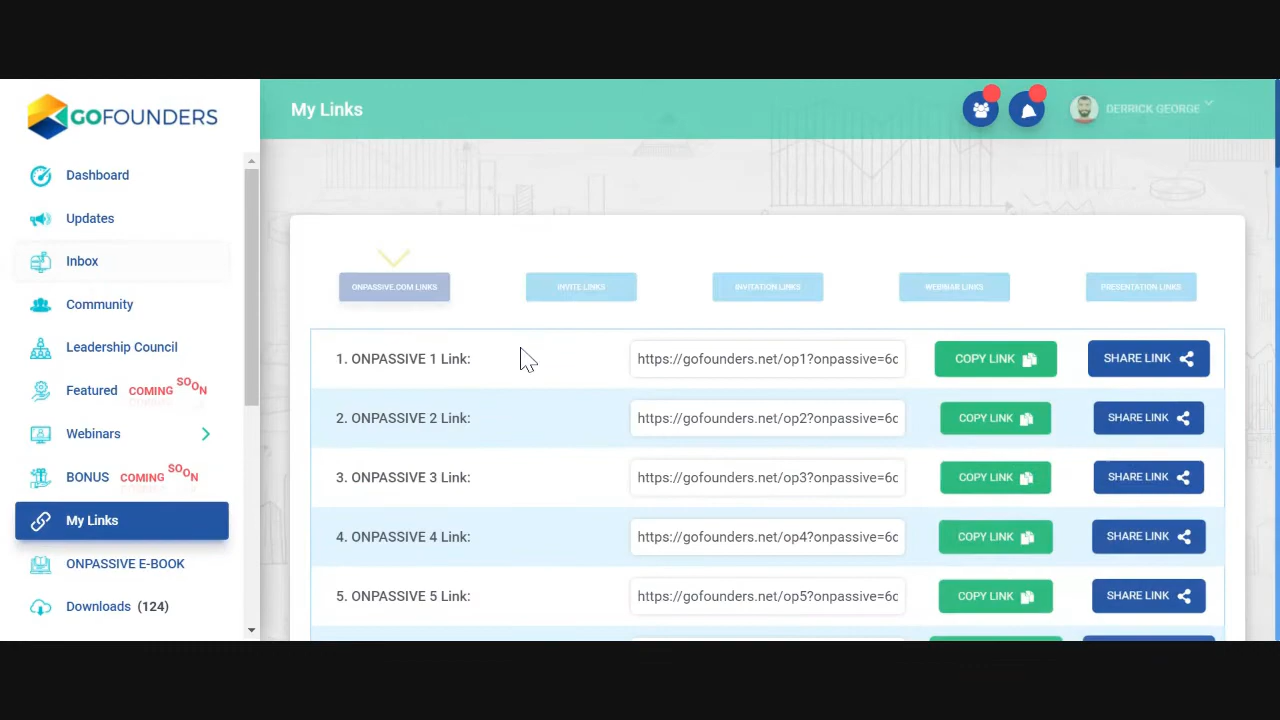 GOFOUNDERS
My Links
DERRICK GEORGE
Dashboard
Updates
Inbox
Community
Leadership Council
Featured COMING SOON
Webinars
BONUS COMING SOON
My Links
ONPASSIVE E-BOOK
Downloads (124)
ONPASSIVE.COM LINKS
INVITE LINKS
INVITATION LINKS
WEBINAR LINKS
PRESENTATION LINKS
1. ONPASSIVE 1 Link: https://gofounders.net/op1?onpassive=6c COPY LINK SHARE LINK
2. ONPASSIVE 2 Link: https://gofounders.net/op2?onpassive=6c COPY LINK SHARE LINK
3. ONPASSIVE 3 Link: https://gofounders.net/op3?onpassive=6c COPY LINK SHARE LINK
4. ONPASSIVE 4 Link: https://gofounders.net/op4?onpassive=6c COPY LINK SHARE LINK
5. ONPASSIVE 5 Link: https://gofounders.net/op5?onpassive=6c COPY LINK SHARE LINK